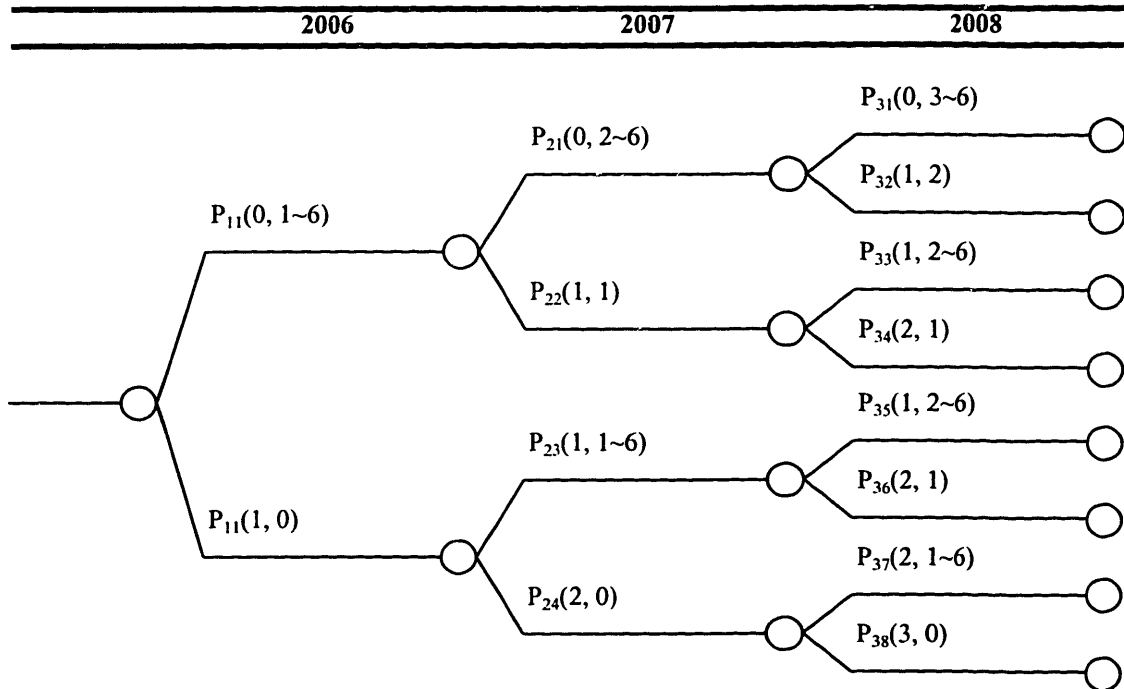 2006 2007 2008
P31(0, 3~6)
P21(0, 2~6)
P32(1, 2)
P11(0, 1~6)
P33(1, 2~6)
P22(1, 1)
P34(2, 1)
P35(1, 2~6)
P23(1, 1~6)
P36(2, 1)
P11(1, 0)
P37(2, 1~6)
P24(2, 0)
P38(3, 0)